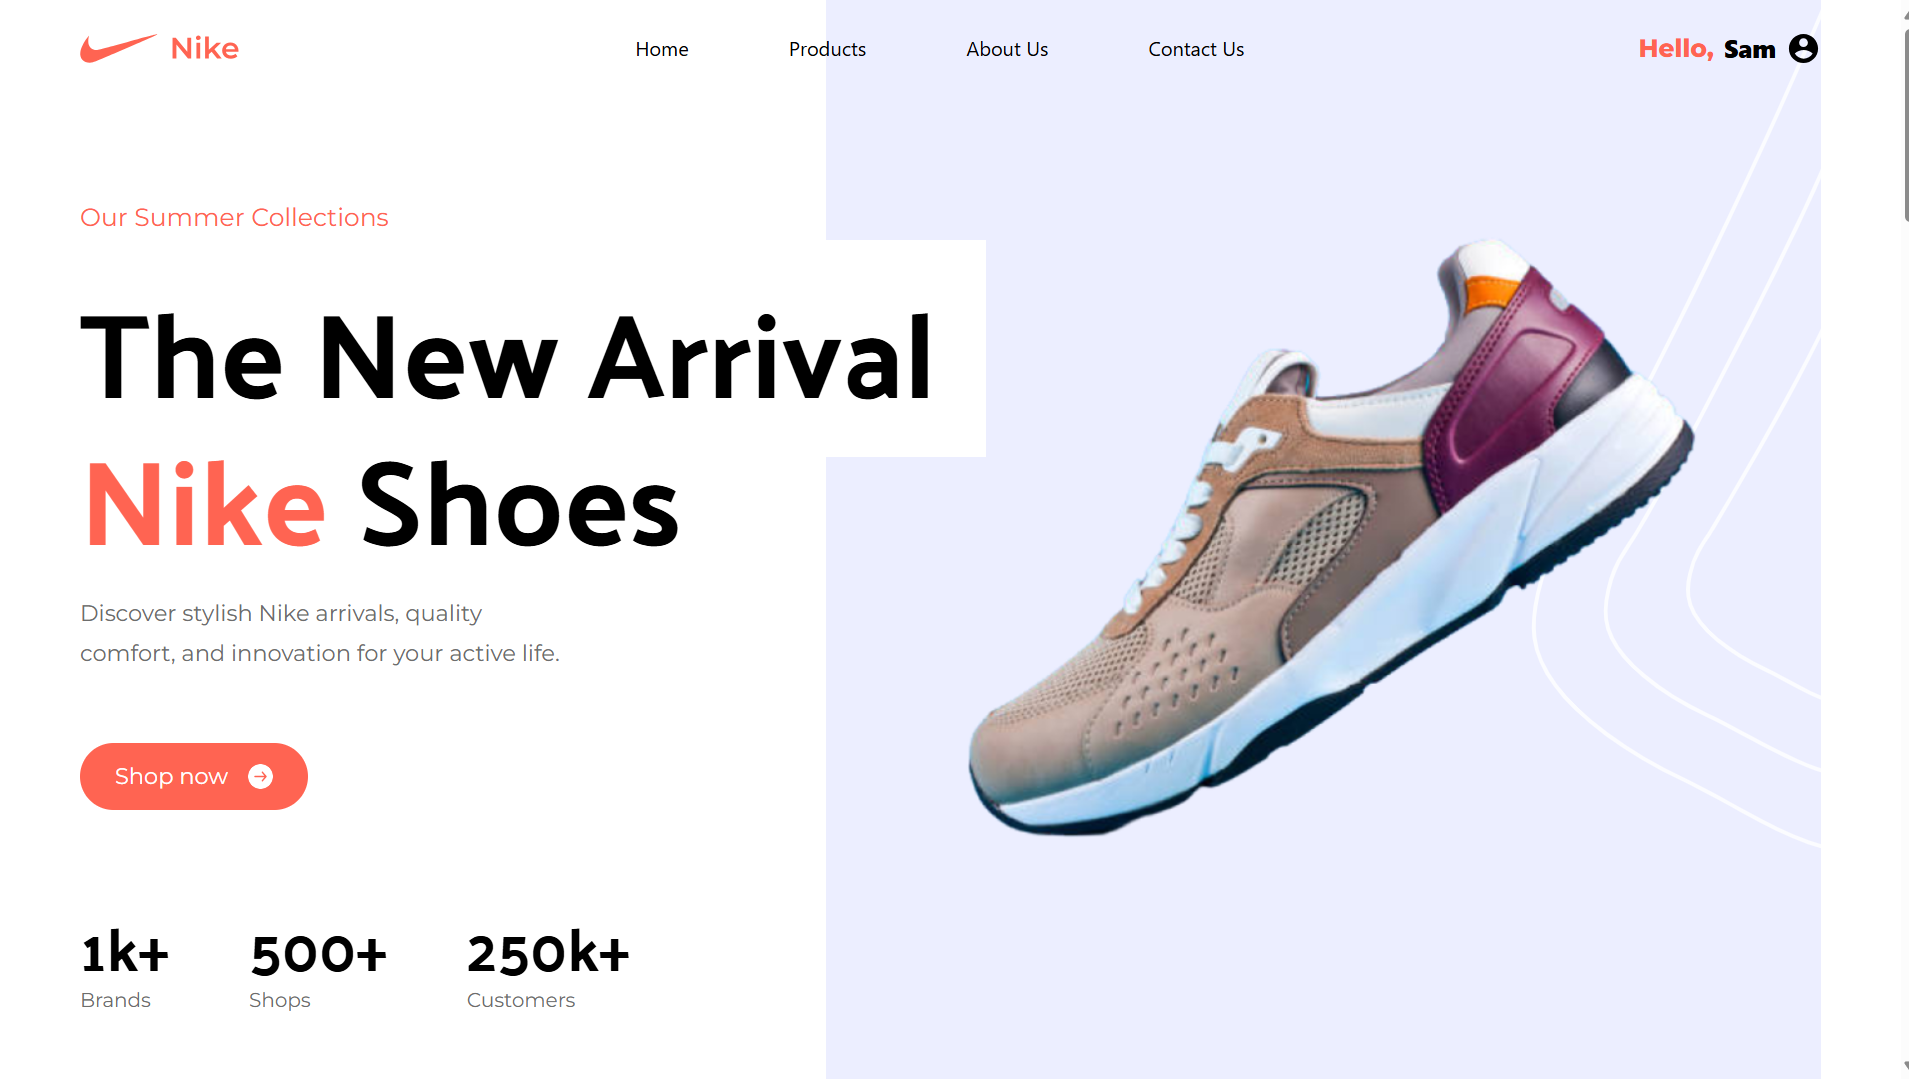 Nike
Home
Products
About Us
Contact Us
Hello, Sam
Our Summer Collections
The New Arrival
Nike Shoes
Discover stylish Nike arrivals, quality
comfort, and innovation for your active life.
Shop now
1k+
Brands
500+
Shops
250k+
Customers